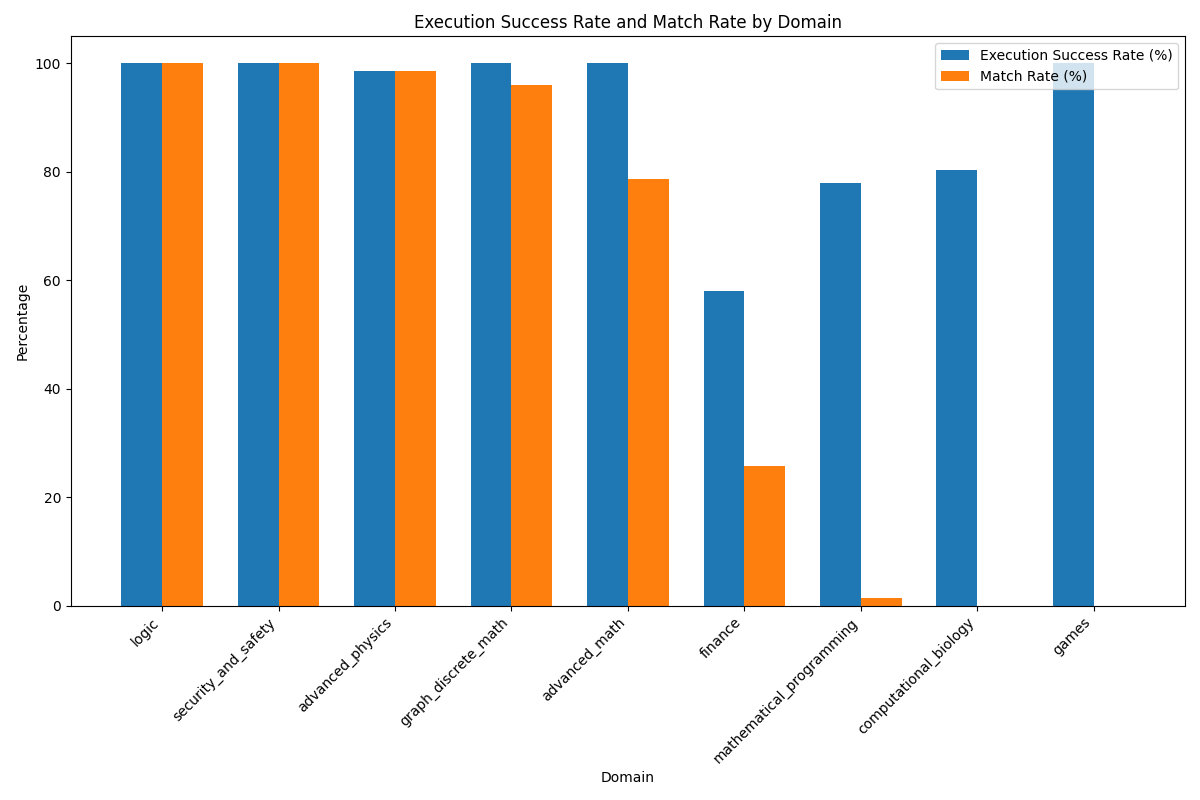 Execution Success Rate and Match Rate by Domain
Execution Success Rate (%)
Match Rate (%)
Percentage
100
80
60
40
20
0
logic
security_and_safety
advanced_physics
graph_discrete_math
advanced_math
finance
mathematical_programming
computational_biology
games
Domain